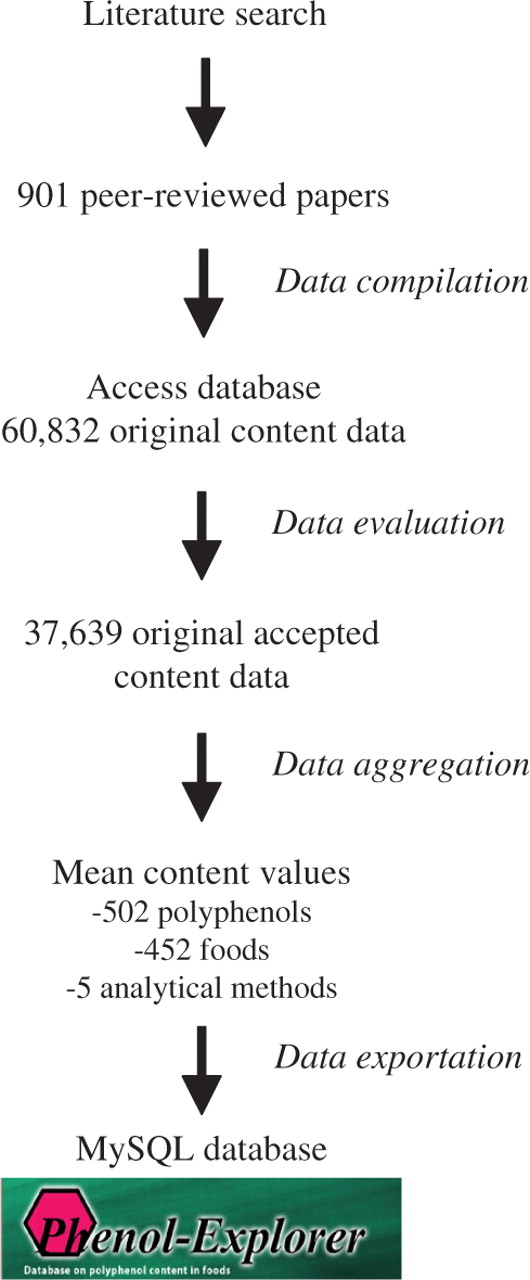 Literature search
901 peer-reviewed papers
Data compilation
Access database
60,832 original content data
Data evaluation
37,639 original accepted
content data
Data aggregation
Mean content values
-502 polyphenols
-452 foods
-5 analytical methods
Data exportation
MySQL database
Phenol-Explorer
Database on polyphenol content in foods